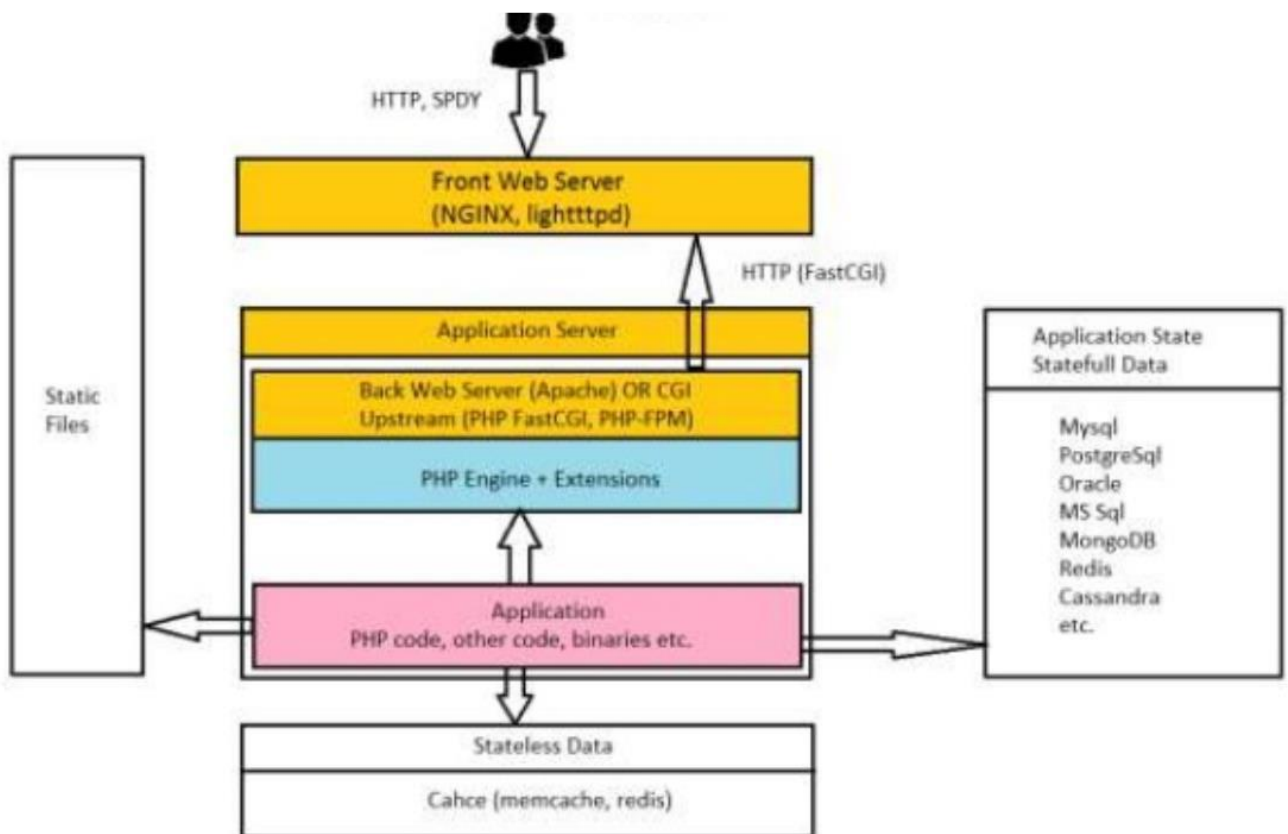 HTTP, SPDY
Front Web Server
(NGINX, lightttpd)
HTTP (FastCGI)
Application Server
Back Web Server (Apache) OR CGI
Upstream (PHP FastCGI, PHP-FPM)
PHP Engine + Extensions
Application
PHP code, other code, binaries etc.
Static
Files
Application State
Statefull Data
Mysql
PostgreSql
Oracle
MS Sql
MongoDB
Redis
Cassandra
etc.
Stateless Data
Cahce (memcache, redis)